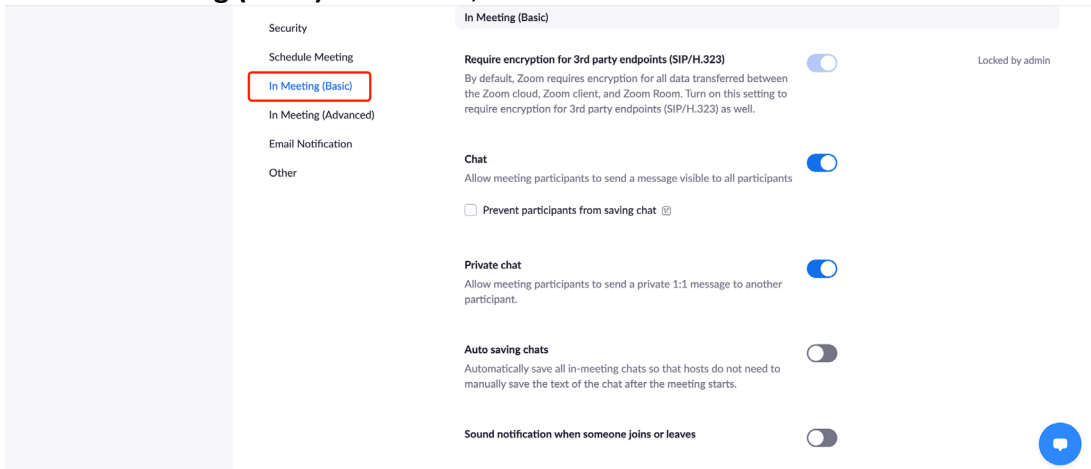 Security
Schedule Meeting
In Meeting (Basic)
In Meeting (Advanced)
Email Notification
Other
In Meeting (Basic)
Require encryption for 3rd party endpoints (SIP/H.323)
Locked by admin
By default, Zoom requires encryption for all data transferred between
the Zoom cloud, Zoom client, and Zoom Room. Turn on this setting to
require encryption for 3rd party endpoints (SIP/H.323) as well.
Chat
Allow meeting participants to send a message visible to all participants
Prevent participants from saving chat
Private chat
Allow meeting participants to send a private 1:1 message to another
participant.
Auto saving chats
Automatically save all in-meeting chats so that hosts do not need to
manually save the text of the chat after the meeting starts.
Sound notification when someone joins or leaves